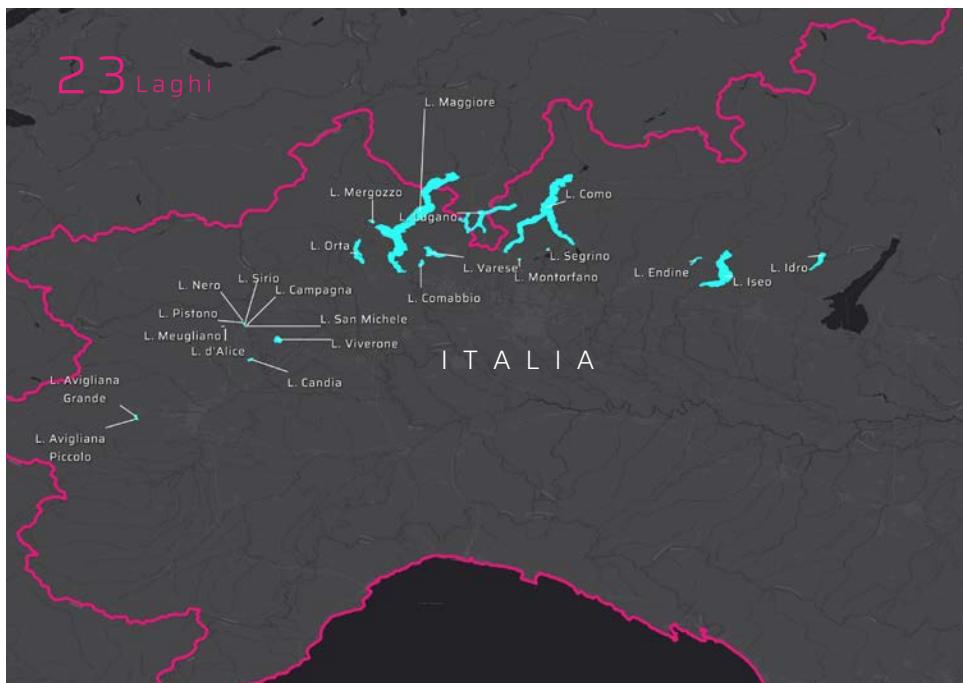 23 Laghi
L. Maggiore
L. Mergozzo
L. Como
L. Lugano
L. Orta
L. Segrino
L. Varese
L. Montorfano
L. Endine
L. Idro
L. Iseo
L. Comabbio
L. Sirio
L. Nero
L. Campagna
L. Pistono
L. San Michele
L. Meugliano
L. Viverone
L. d'Alice
ITALIA
L. Candia
L. Avigliana
Grande
L. Avigliana
Piccolo